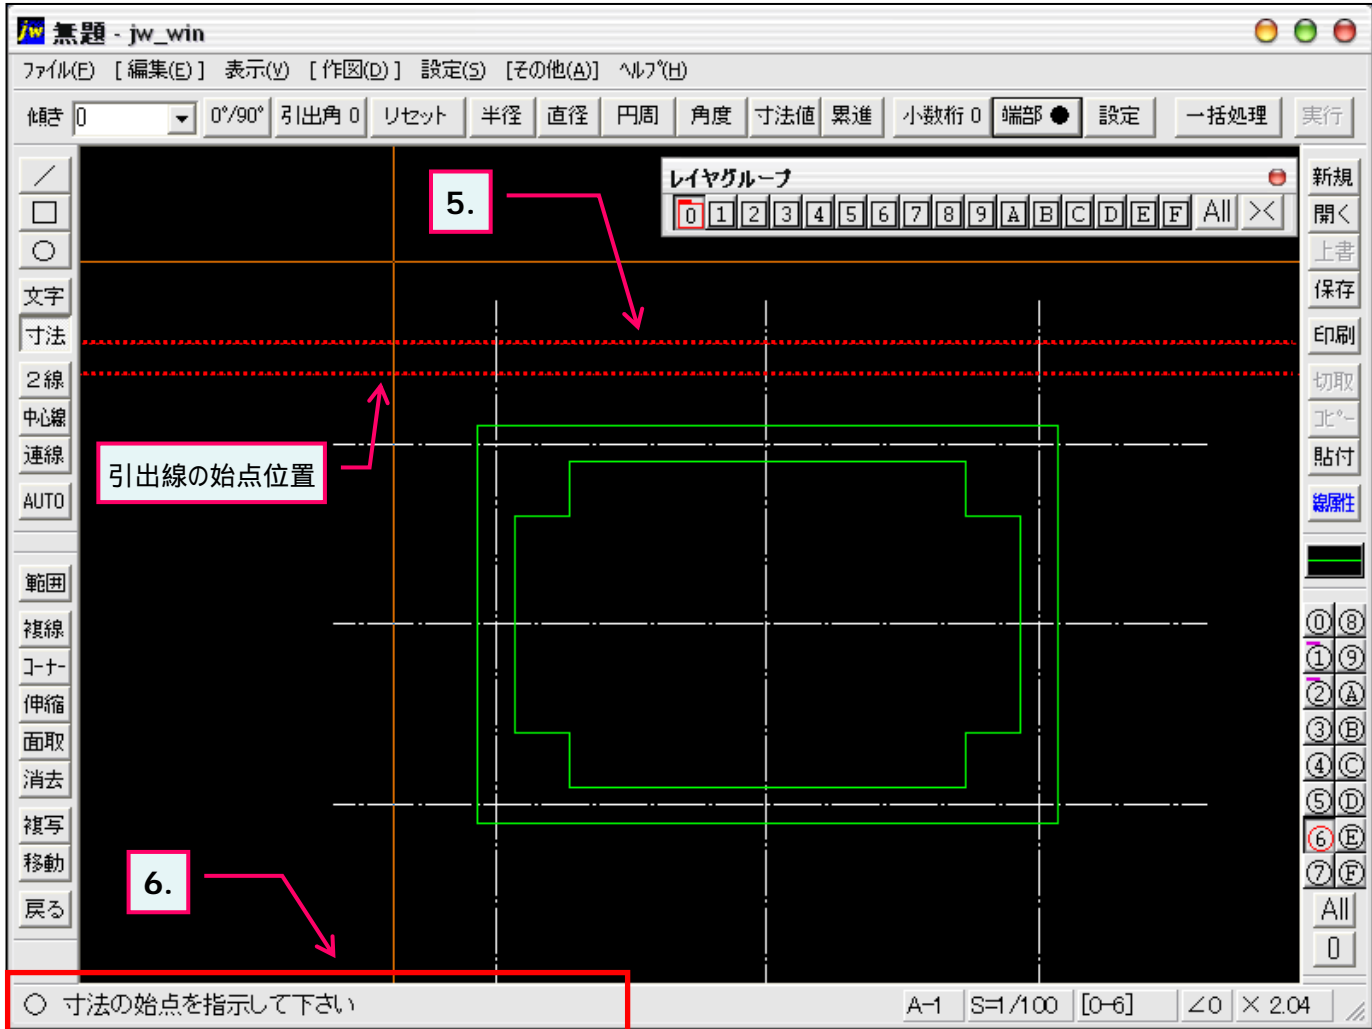 無題 - jw_win
ファイル(F) [編集(E)] 表示(V) [作図(D)] 設定(S) [その他(A)] ヘルプ(H)
傾き 0 0°/90° 引出角 0 リセット 半径 直径 円周 角度 寸法値 累進 小数桁 0 端部 ● 設定 一括処理 実行
レイヤグループ
0 1 2 3 4 5 6 7 8 9 A B C D E F All ×
5.
文字
寸法
2線
中心線
連線
AUTO
範囲
複線
コーナー
伸縮
面取
消去
複写
移動
戻る
引出線の始点位置
6.
新規
開く
上書
保存
印刷
切取
コピー
貼付
線属性
0 8
1 9
2 A
3 B
4 C
5 D
6 E
7 F
All
0
○ 寸法の始点を指示して下さい
A-1 S=1/100 [0-6] ∠0 × 2.04